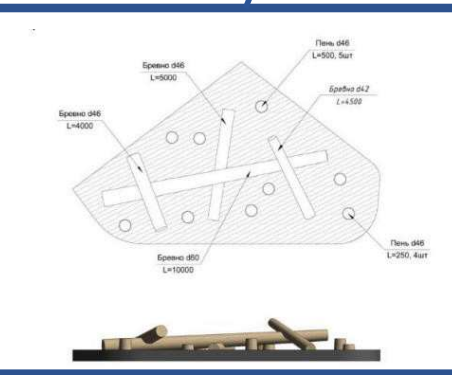 Пень d46
L=500, 5шт
Бревно d46
L=5000
Бревно d42
L=4500
Бревно d46
L=4000
Пень d46
L=250, 4шт
Бревно d60
L=10000